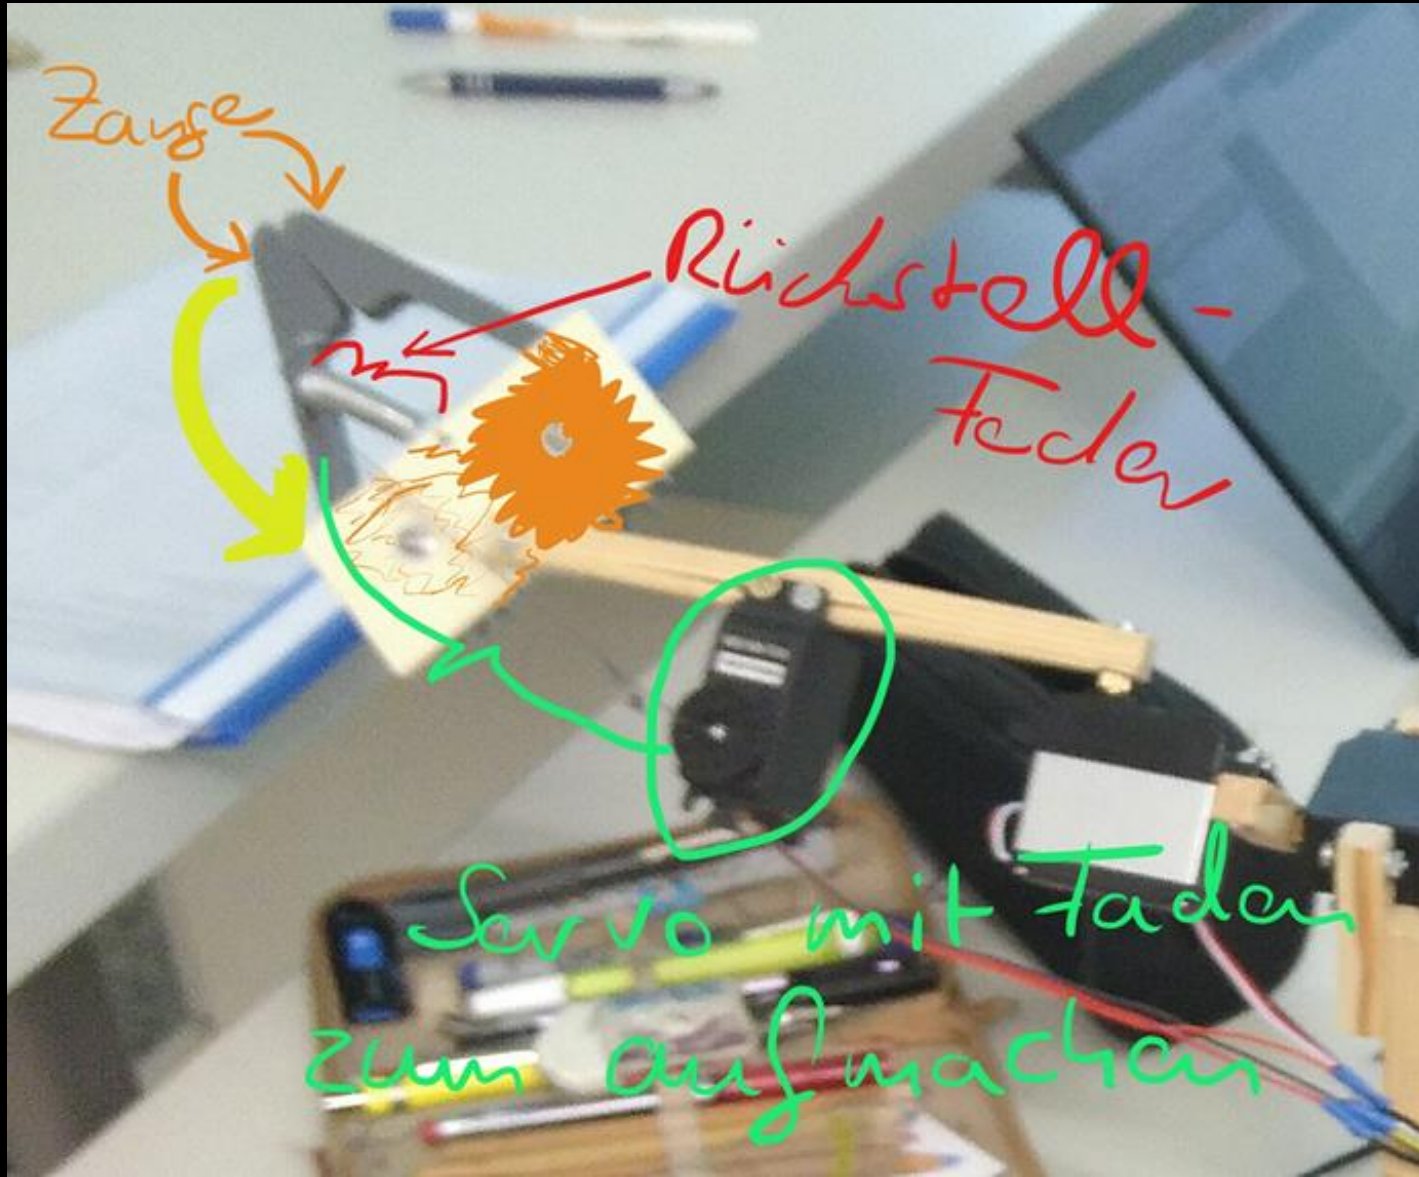 Zange
Rückstell-
Feder
Servo mit Faden
zum aufmachen